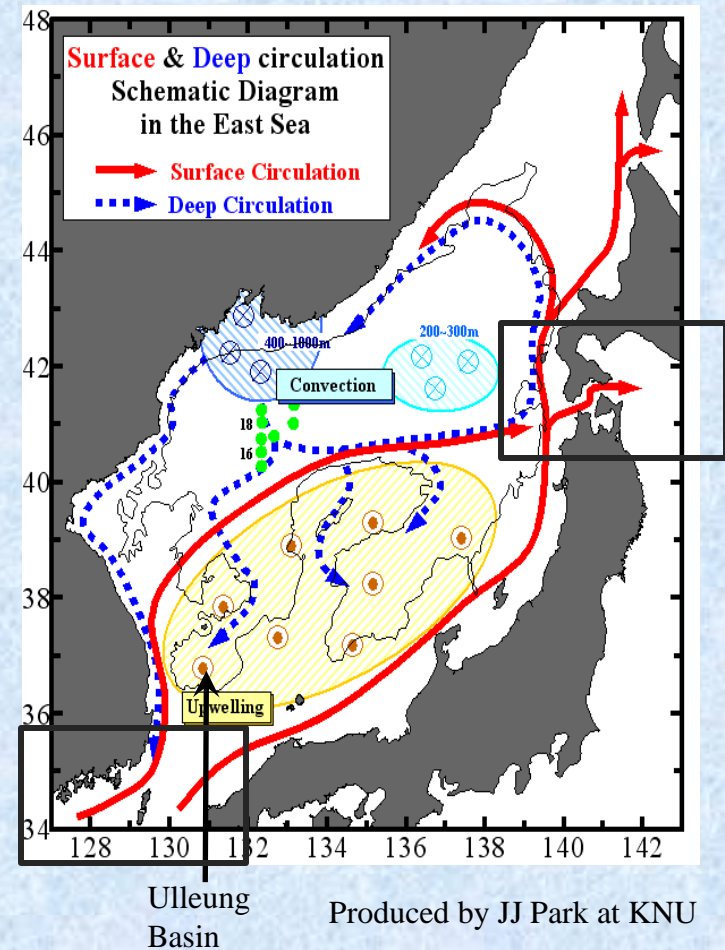 48
Surface & Deep circulation
Schematic Diagram
in the East Sea
46
Surface Circulation
Deep Circulation
44
200~300m
400~1000m
42
Convection
18
16
40
38
Upwelling
36
34
128 130 132 134 136 138 140 142
Ulleung
Basin
Produced by JJ Park at KNU